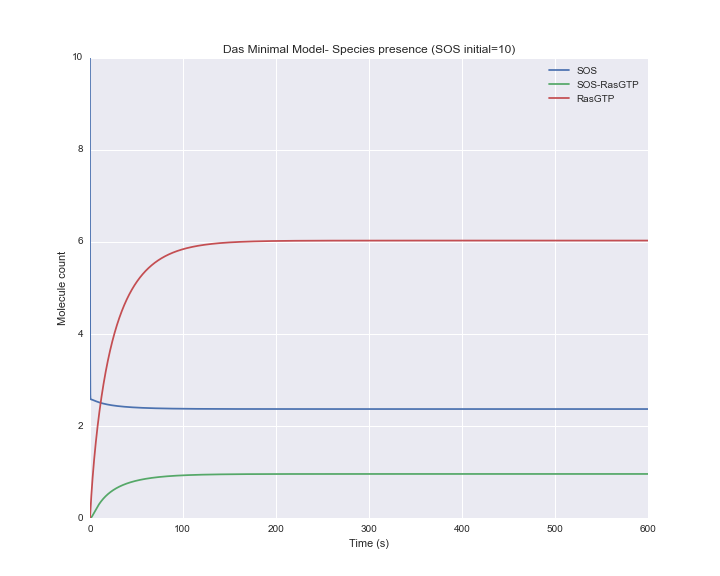 Das Minimal Model- Species presence (SOS initial=10)
10
SOS
SOS-RasGTP
RasGTP
8
6
Molecule count
4
2
0
0 100 200 300 400 500 600
Time (s)